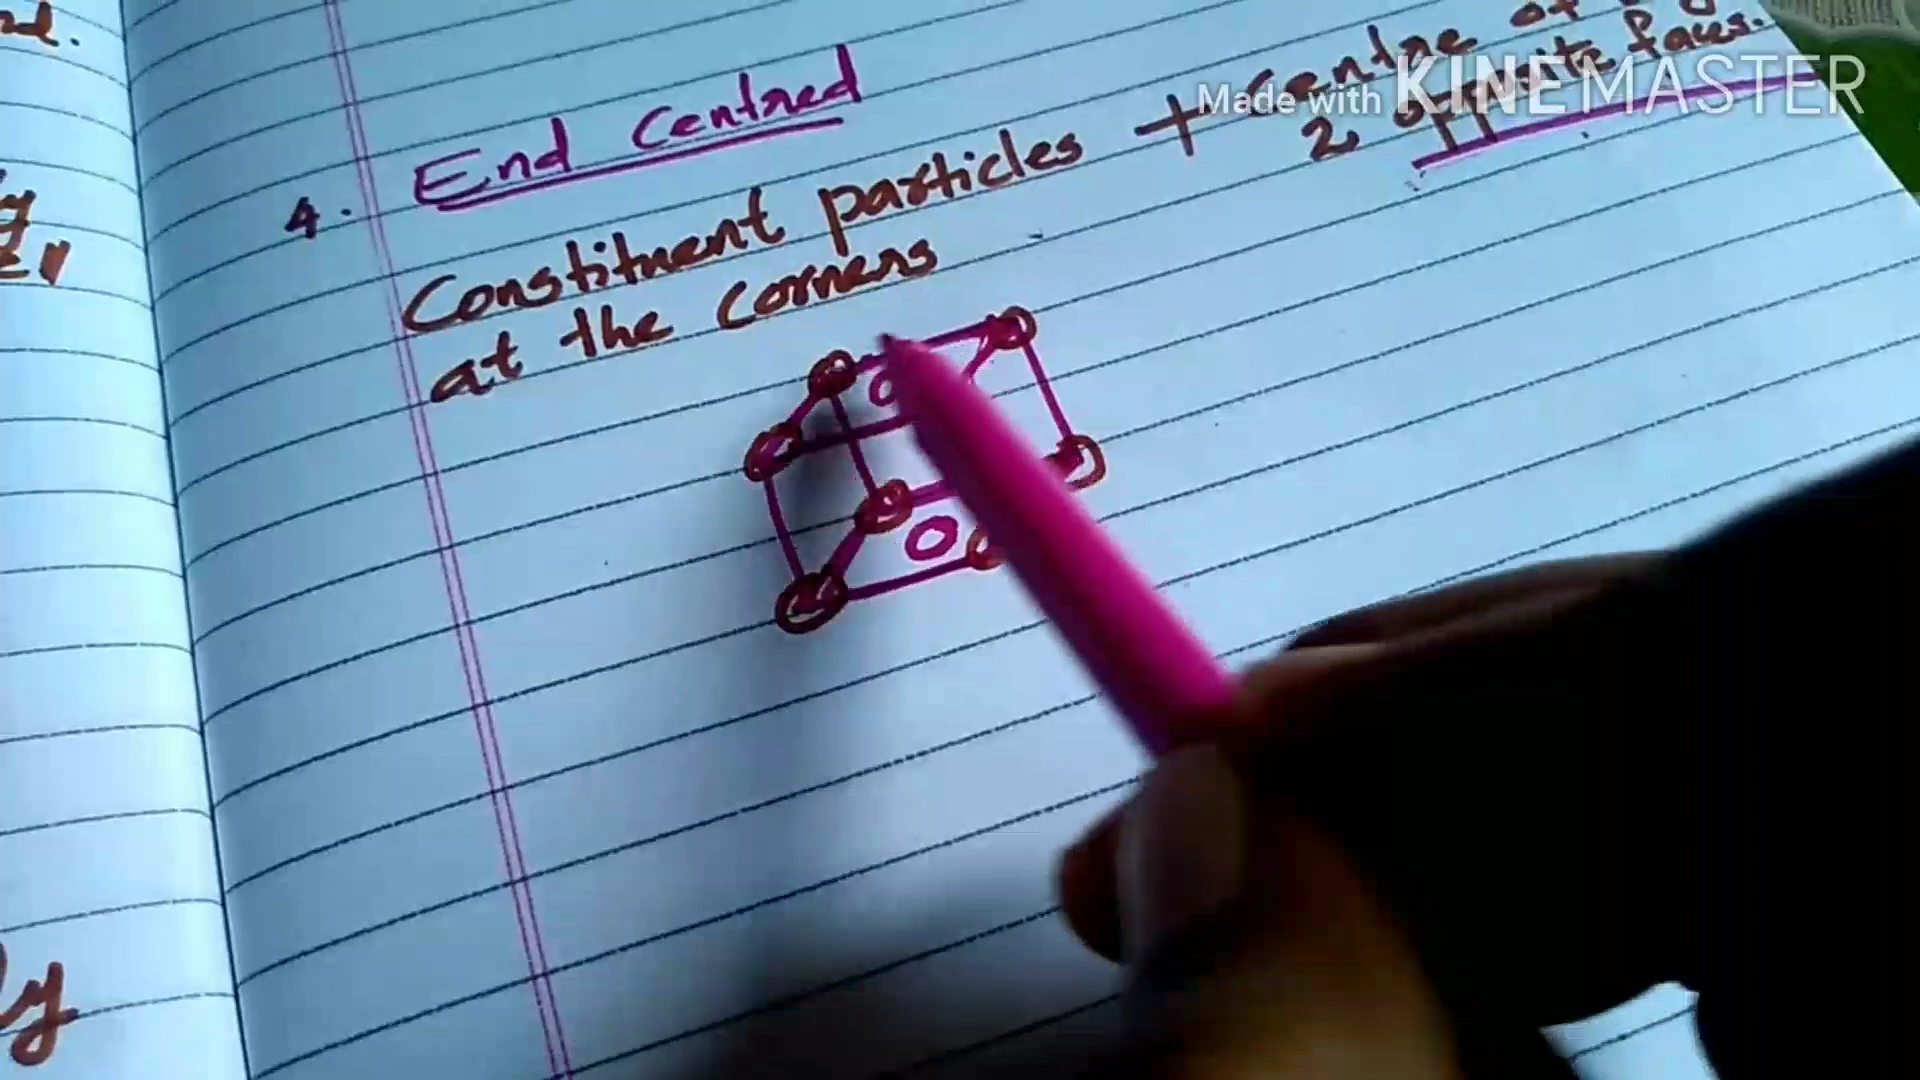 4. End Centred
Constituent particles + Centre of
at the corners
2 opposite faces.
Made with KINEMASTER